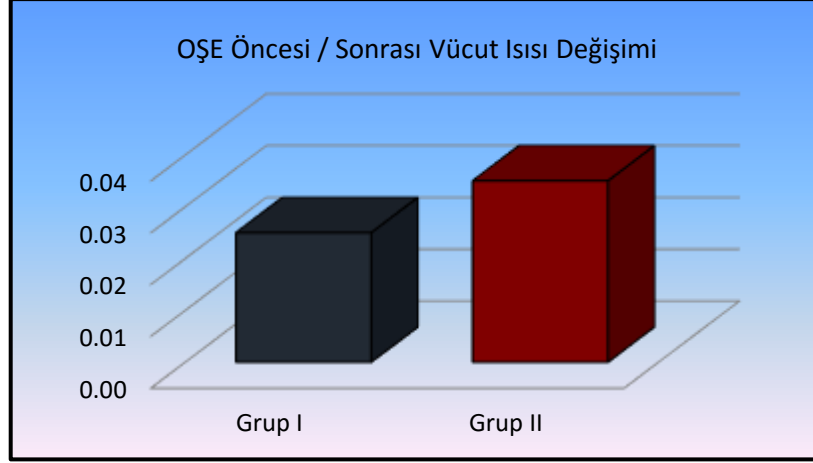 OŞE Öncesi / Sonrası Vücut Isısı Değişimi
0.04
0.03
0.02
0.01
0.00
Grup I
Grup II